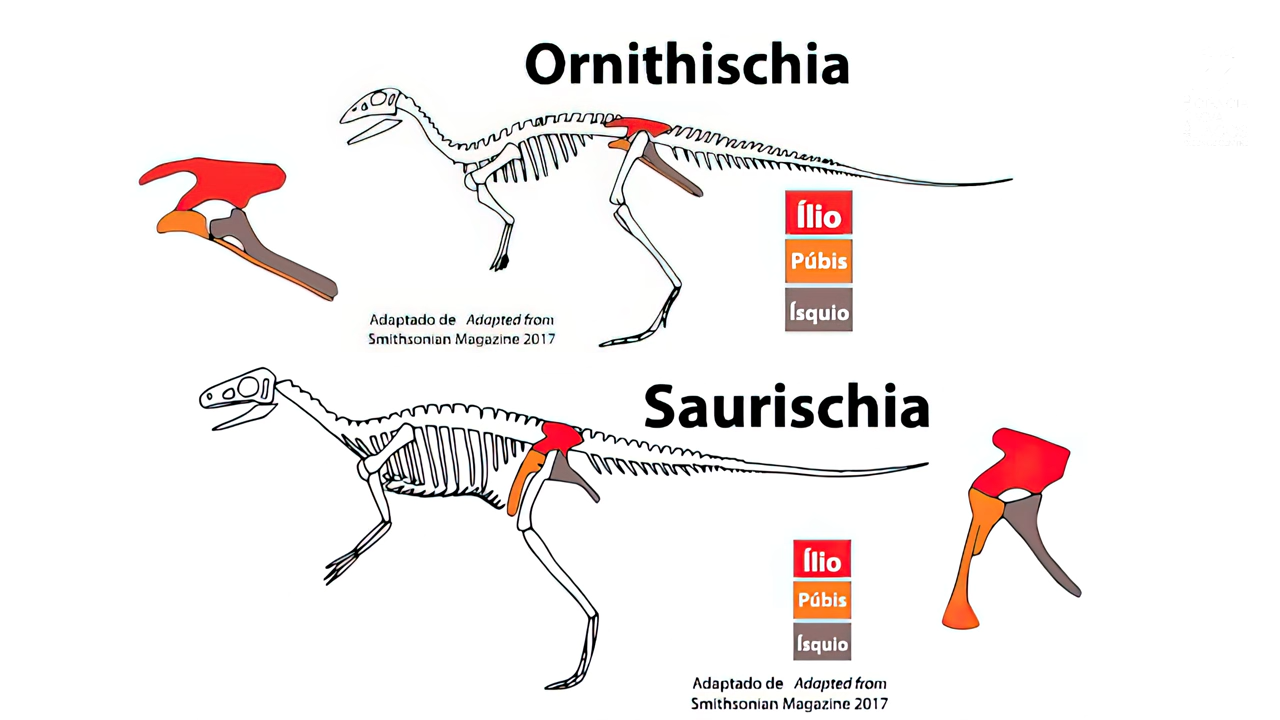 Ornithischia
Ílio
Púbis
Ísquio
Adaptado de Adapted from
Smithsonian Magazine 2017
Saurischia
Ílio
Púbis
Ísquio
Adaptado de Adapted from
Smithsonian Magazine 2017